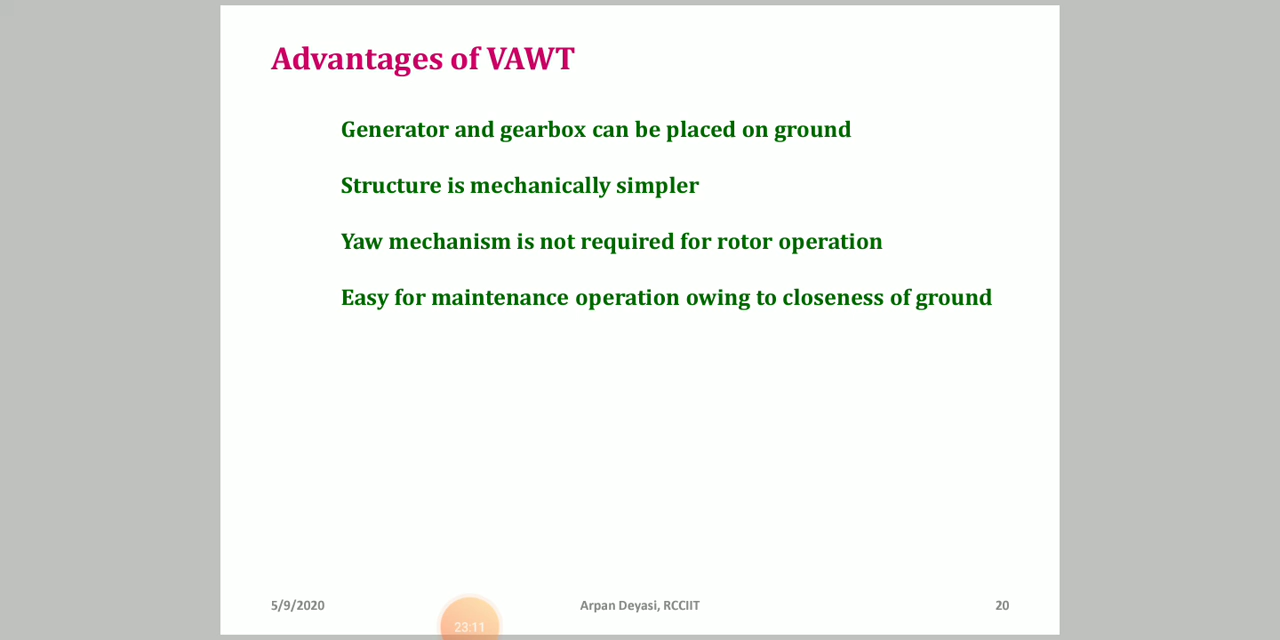 Advantages of VAWT
Generator and gearbox can be placed on ground
Structure is mechanically simpler
Yaw mechanism is not required for rotor operation
Easy for maintenance operation owing to closeness of ground
5/9/2020
23:11
Arpan Deyasi, RCCIIT
20